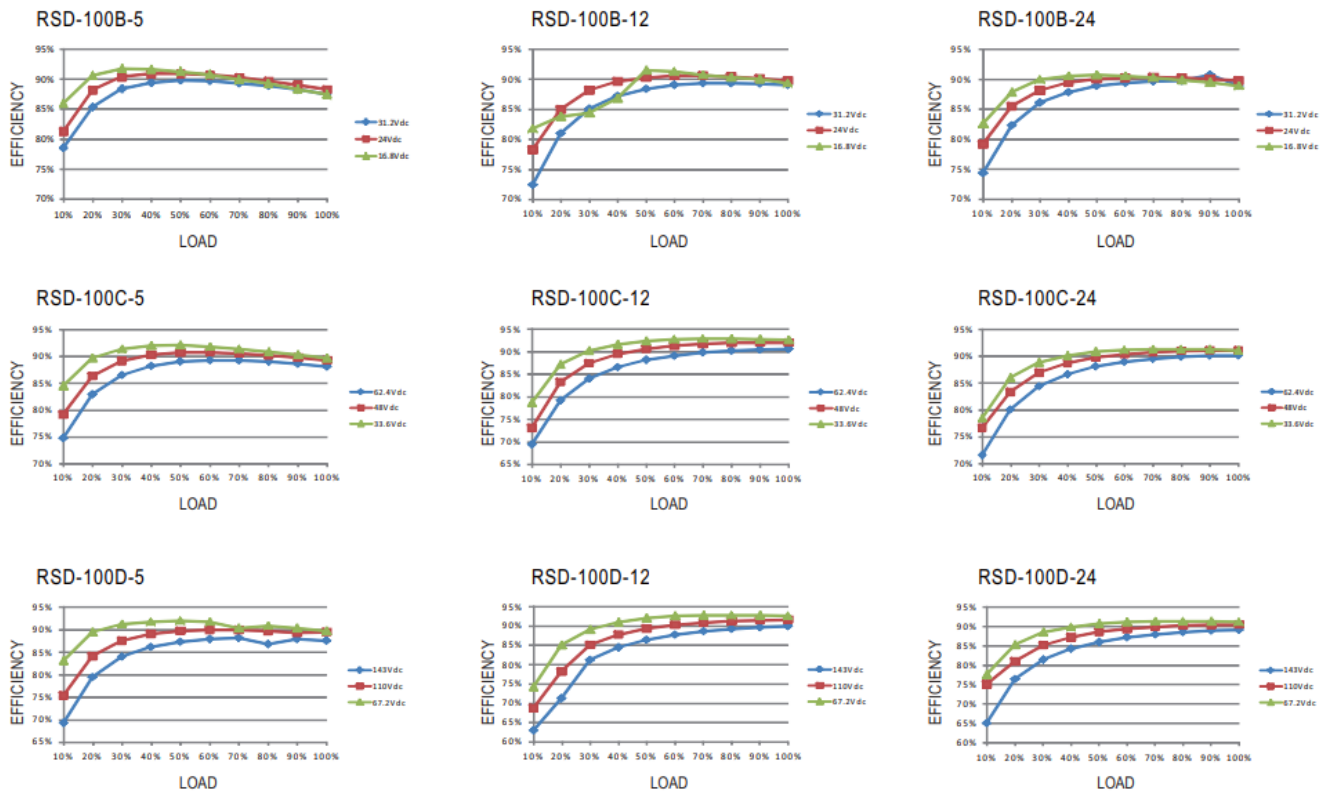 RSD-100B-5
95%
90%
85%
80%
75%
70%
EFFICIENCY
10% 20% 30% 40% 50% 60% 70% 80% 90% 100%
LOAD
31.2Vdc
24Vdc
16.8Vdc
RSD-100B-12
95%
90%
85%
80%
75%
70%
EFFICIENCY
10% 20% 30% 40% 50% 60% 70% 80% 90% 100%
LOAD
31.2Vdc
24Vdc
16.8Vdc
RSD-100B-24
95%
90%
85%
80%
75%
70%
EFFICIENCY
10% 20% 30% 40% 50% 60% 70% 80% 90% 100%
LOAD
31.2Vdc
24Vdc
16.8Vdc
RSD-100C-5
95%
90%
85%
80%
75%
70%
EFFICIENCY
10% 20% 30% 40% 50% 60% 70% 80% 90% 100%
LOAD
62.4Vdc
48Vdc
33.6Vdc
RSD-100C-12
95%
90%
85%
80%
75%
70%
65%
EFFICIENCY
10% 20% 30% 40% 50% 60% 70% 80% 90% 100%
LOAD
62.4Vdc
48Vdc
33.6Vdc
RSD-100C-24
95%
90%
85%
80%
75%
70%
EFFICIENCY
10% 20% 30% 40% 50% 60% 70% 80% 90% 100%
LOAD
62.4Vdc
48Vdc
33.6Vdc
RSD-100D-5
95%
90%
85%
80%
75%
70%
65%
EFFICIENCY
10% 20% 30% 40% 50% 60% 70% 80% 90% 100%
LOAD
143Vdc
110Vdc
67.2Vdc
RSD-100D-12
95%
90%
85%
80%
75%
70%
65%
60%
EFFICIENCY
10% 20% 30% 40% 50% 60% 70% 80% 90% 100%
LOAD
143Vdc
110Vdc
67.2Vdc
RSD-100D-24
95%
90%
85%
80%
75%
70%
65%
60%
EFFICIENCY
10% 20% 30% 40% 50% 60% 70% 80% 90% 100%
LOAD
143Vdc
110Vdc
67.2Vdc